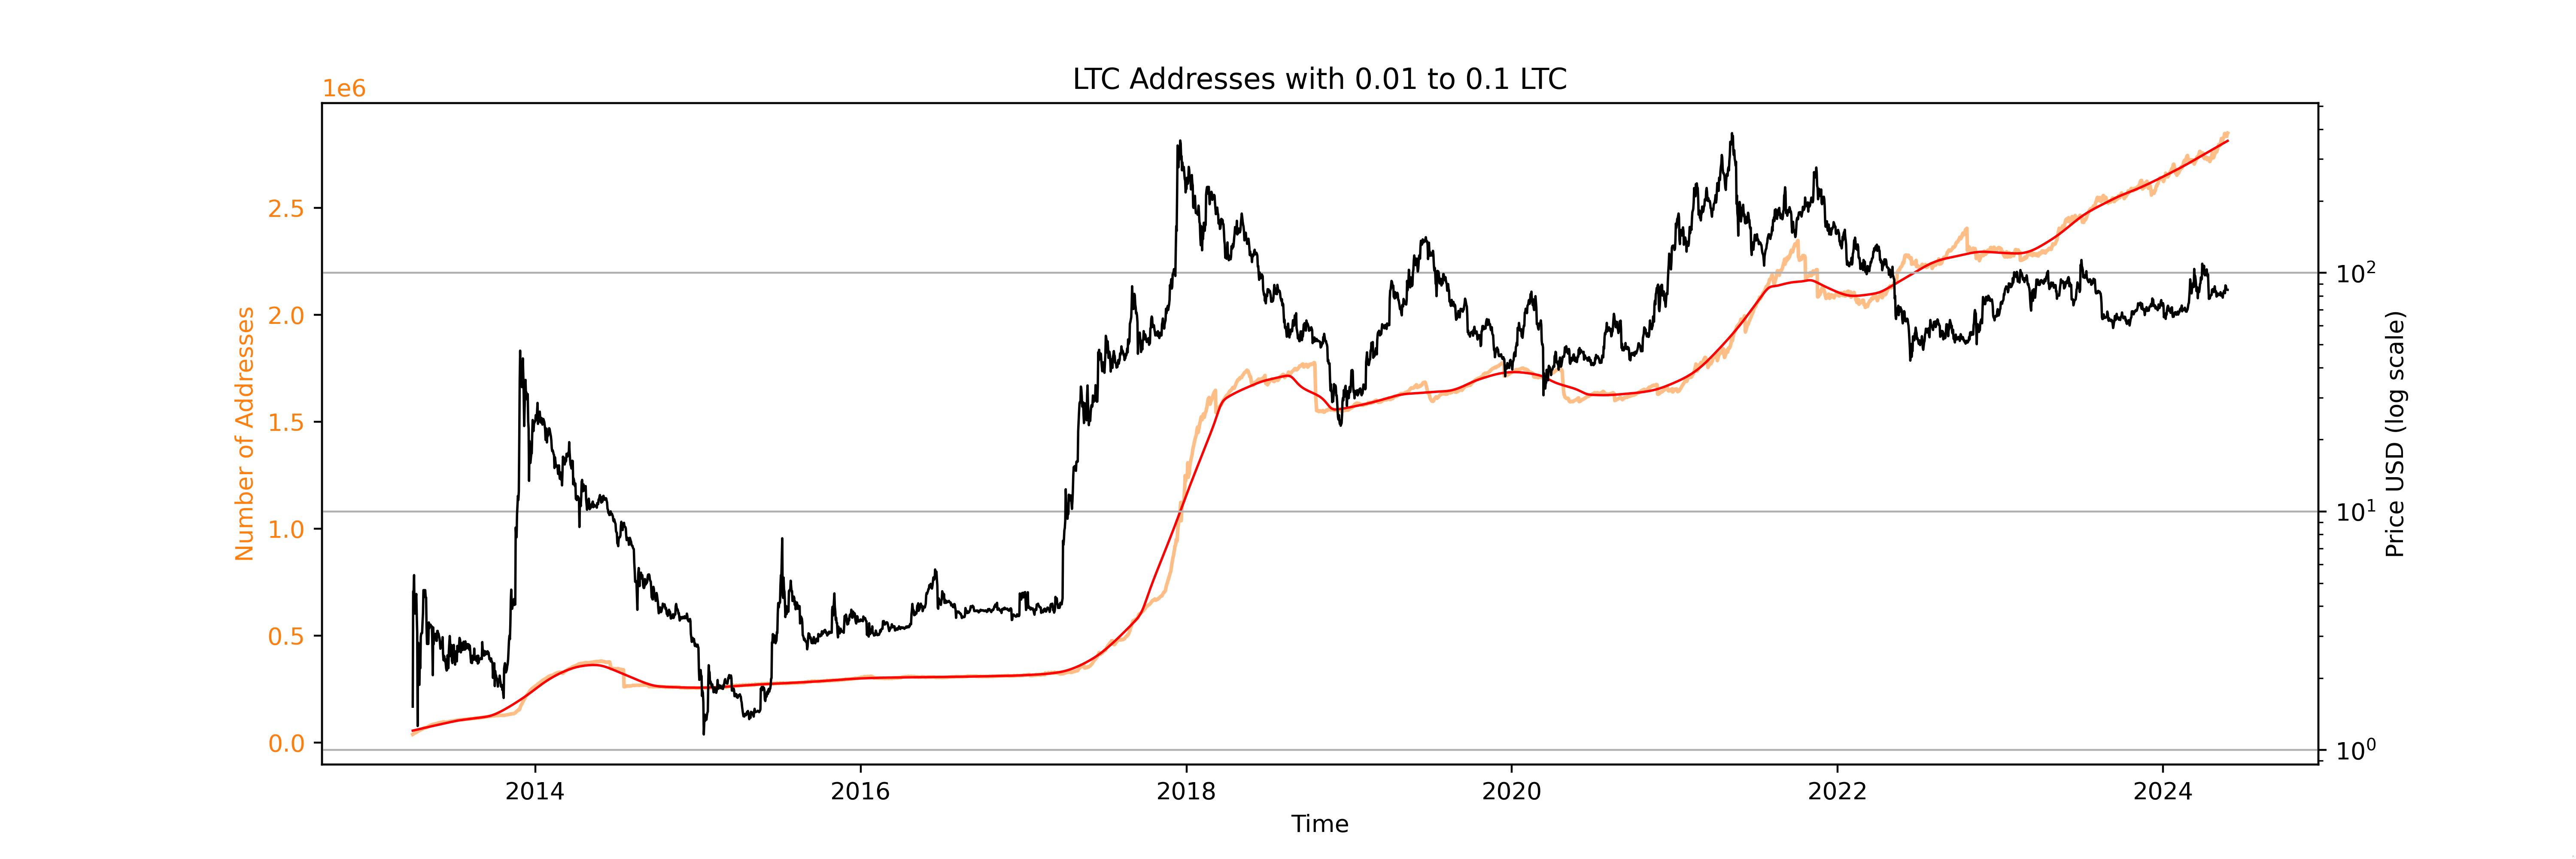 LTC Addresses with 0.01 to 0.1 LTC
1e6
2.5
2.0
1.5
1.0
0.5
0.0
Number of Addresses
10²
10¹
10⁰
Price USD (log scale)
2014 2016 2018 2020 2022 2024
Time